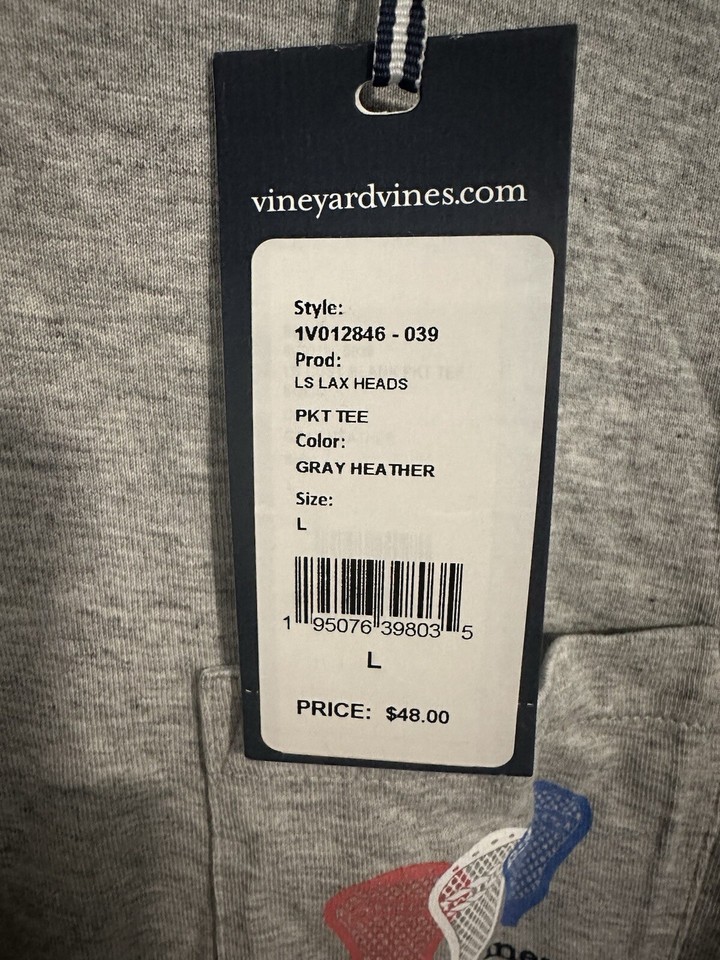 vineyardvines.com
Style:
1V012846 - 039
Prod:
LS LAX HEADS
PKT TEE
Color:
GRAY HEATHER
Size:
L
1 95076 39803 5
L
PRICE: $48.00